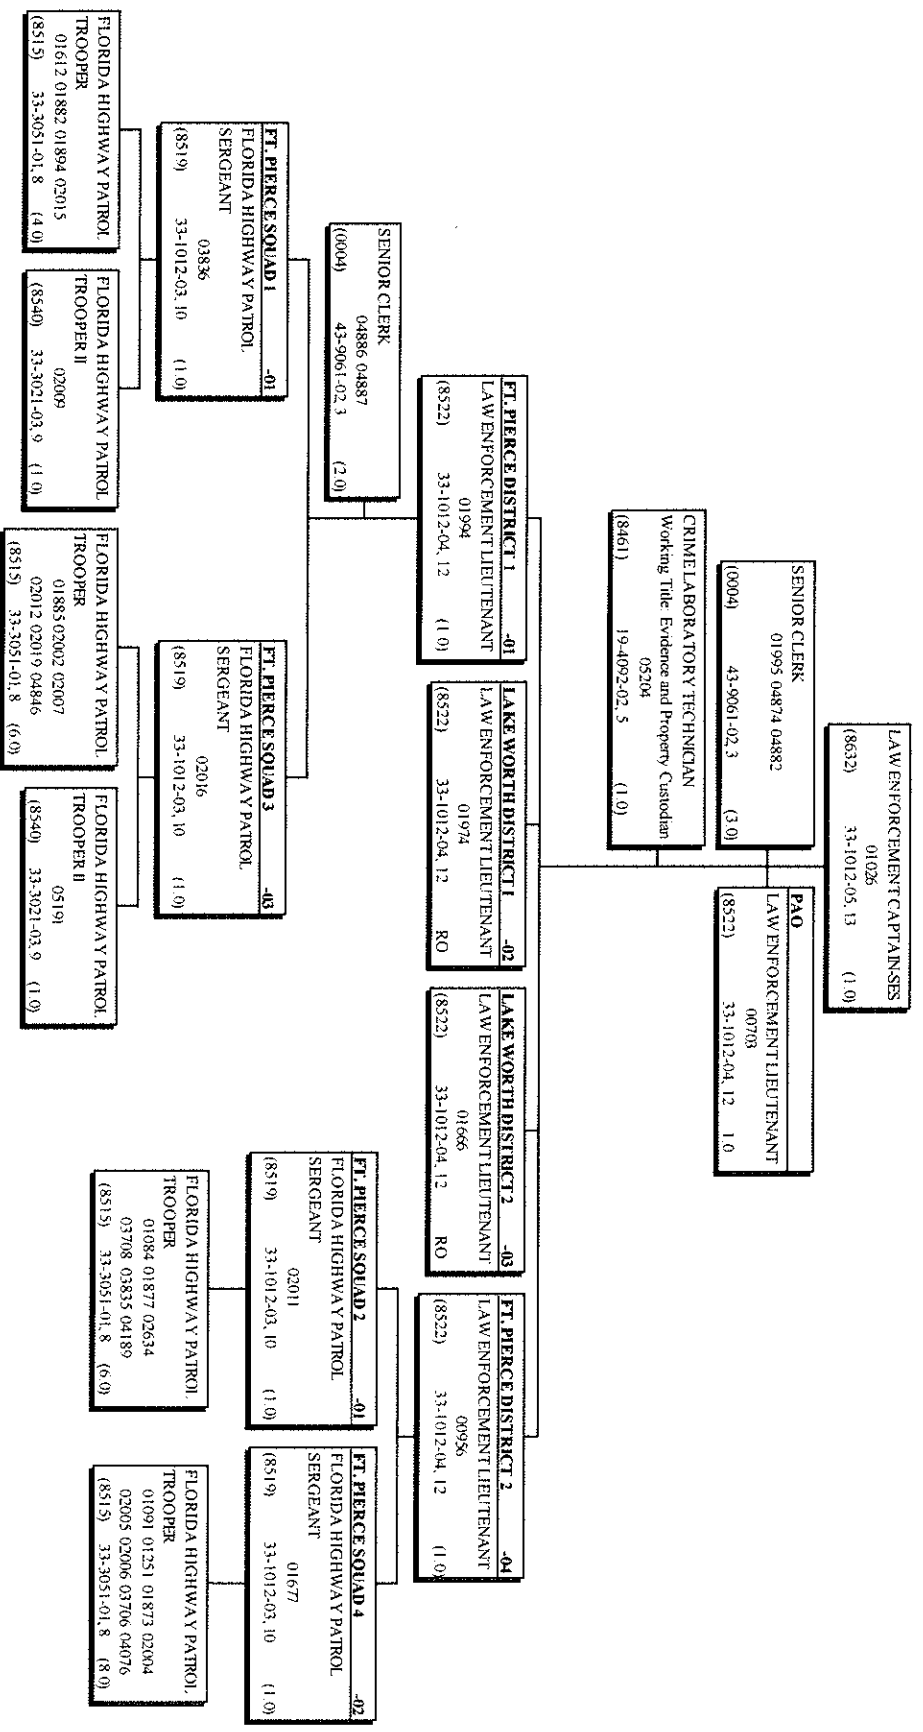 LAW ENFORCEMENT CAPTAIN-SES
01026
(8632) 33-1012-05, 13 (1.0)
SENIOR CLERK
01995 04874 04882
(0004) 43-9061-02, 3 (3.0)
PAO
LAW ENFORCEMENT LIEUTENANT
00703
(8522) 33-1012-04, 12 1.0
CRIME LABORATORY TECHNICIAN
Working Title: Evidence and Property Custodian
05204
(8461) 19-4092-02, 5 (1.0)
FT. PIERCE DISTRICT 1 -01
LAW ENFORCEMENT LIEUTENANT
01994
(8522) 33-1012-04, 12 (1.0)
LAKE WORTH DISTRICT 1 -02
LAW ENFORCEMENT LIEUTENANT
01974
(8522) 33-1012-04, 12 RO
LAKE WORTH DISTRICT 2 -03
LAW ENFORCEMENT LIEUTENANT
01666
(8522) 33-1012-04, 12 RO
FT. PIERCE DISTRICT 2 -04
LAW ENFORCEMENT LIEUTENANT
00956
(8522) 33-1012-04, 12 (1.0)
SENIOR CLERK
04886 04887
(0004) 43-9061-02, 3 (2.0)
FT. PIERCE SQUAD 1 -01
FLORIDA HIGHWAY PATROL
SERGEANT
03836
(8519) 33-1012-03, 10 (1.0)
FT. PIERCE SQUAD 3 -03
FLORIDA HIGHWAY PATROL
SERGEANT
02016
(8519) 33-1012-03, 10 (1.0)
FT. PIERCE SQUAD 2 -01
FLORIDA HIGHWAY PATROL
SERGEANT
02011
(8519) 33-1012-03, 10 (1.0)
FT. PIERCE SQUAD 4 -02
FLORIDA HIGHWAY PATROL
SERGEANT
01677
(8519) 33-1012-03, 10 (1.0)
FLORIDA HIGHWAY PATROL
TROOPER
01612 01882 01894 02015
(8515) 33-3051-01, 8 (4.0)
FLORIDA HIGHWAY PATROL
TROOPER II
02009
(8540) 33-3021-03, 9 (1.0)
FLORIDA HIGHWAY PATROL
TROOPER
01885 02002 02007
02012 02019 04846
(8515) 33-3051-01, 8 (6.0)
FLORIDA HIGHWAY PATROL
TROOPER II
05191
(8540) 33-3021-03, 9 (1.0)
FLORIDA HIGHWAY PATROL
TROOPER
01084 01877 02634
03708 03835 04189
(8515) 33-3051-01, 8 (6.0)
FLORIDA HIGHWAY PATROL
TROOPER
01091 01251 01873 02004
02005 02006 03706 04076
(8515) 33-3051-01, 8 (8.0)